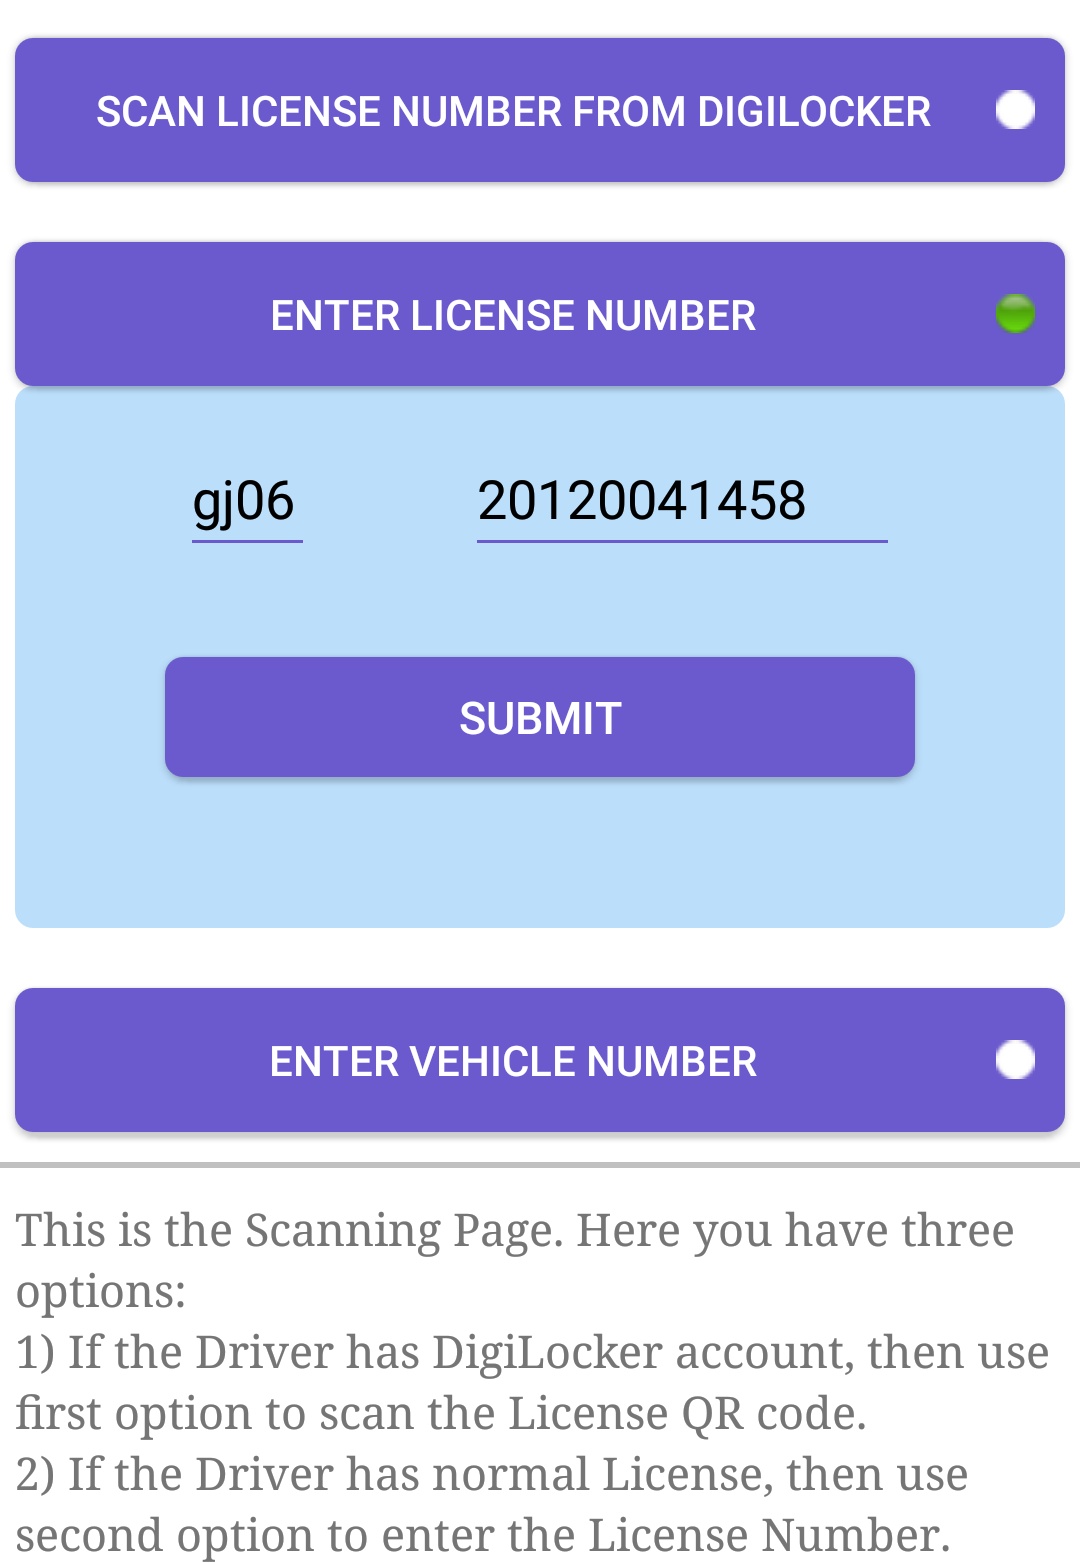 SCAN LICENSE NUMBER FROM DIGILOCKER
ENTER LICENSE NUMBER
gj06 20120041458
SUBMIT
ENTER VEHICLE NUMBER
This is the Scanning Page. Here you have three
options:
1) If the Driver has DigiLocker account, then use
first option to scan the License QR code.
2) If the Driver has normal License, then use
second option to enter the License Number.